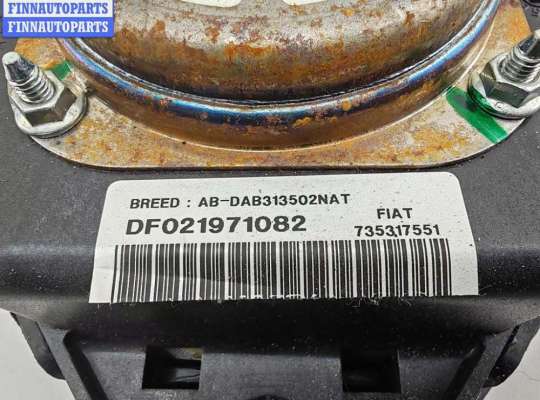 FINNAUTOPARTS
FINNAUTOPARTS
BREED : AB-DAB313502NAT
DF021971082
FIAT
735317551